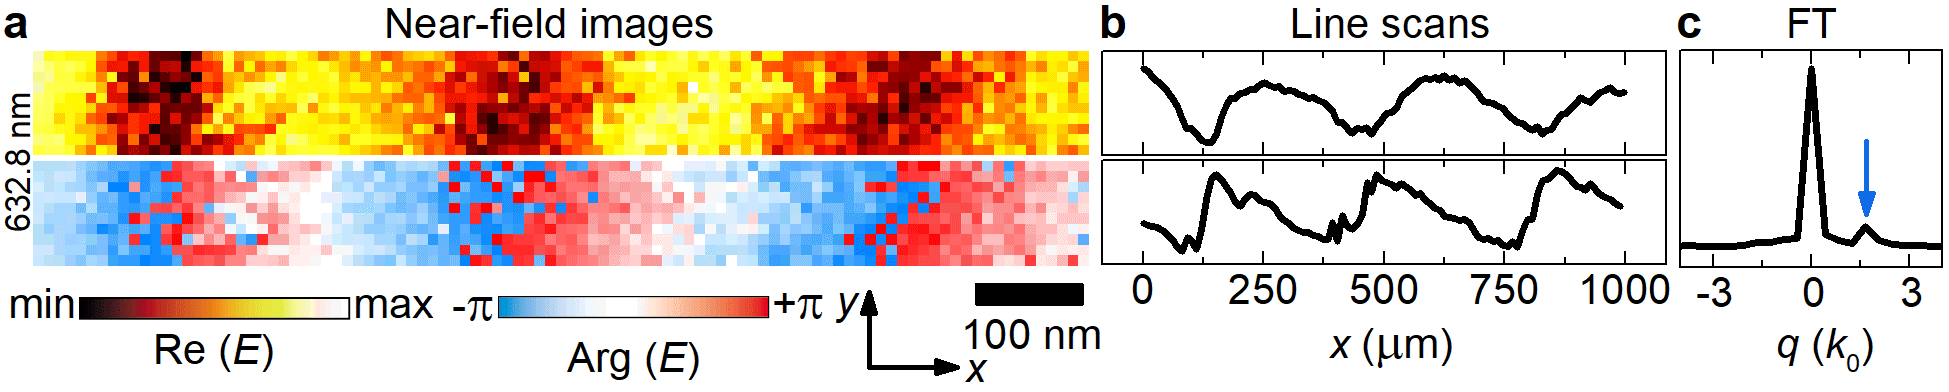 a Near-field images
632.8 nm
min max
Re (E)
-π +π
Arg (E)
y
x
100 nm
b Line scans
0 250 500 750 1000
x (μm)
c FT
-3 0 3
q (k0)